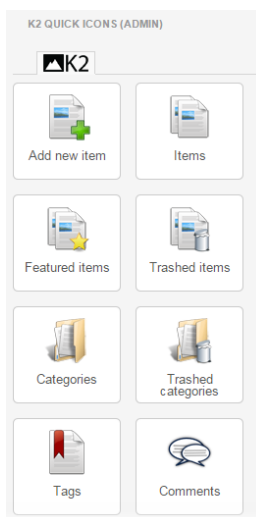 K2 QUICK ICONS (ADMIN)
K2
Add new item
Items
Featured items
Trashed items
Categories
Trashed
categories
Tags
Comments